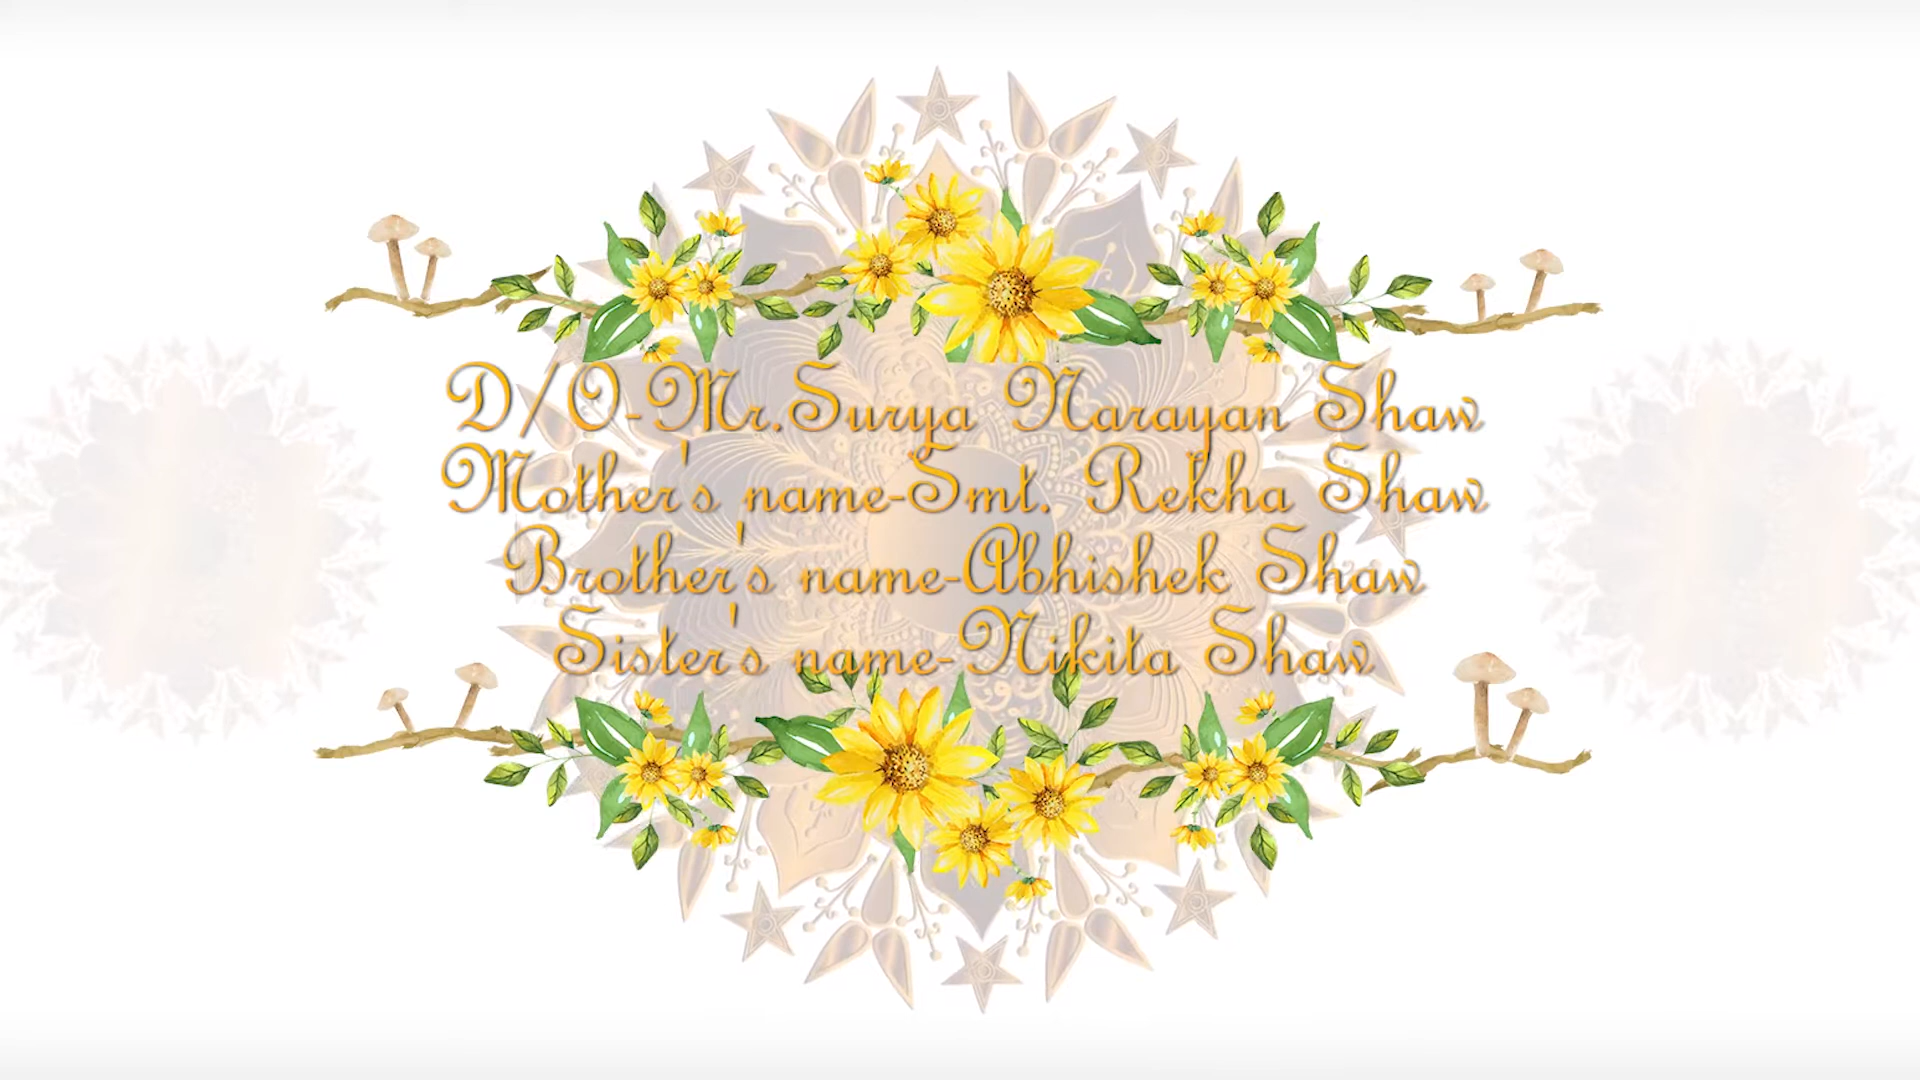 D/O-Mr.Surya Narayan Shaw
Mother's name-Smt. Rekha Shaw
Brother's name-Abhishek Shaw
Sister's name-Nikita Shaw